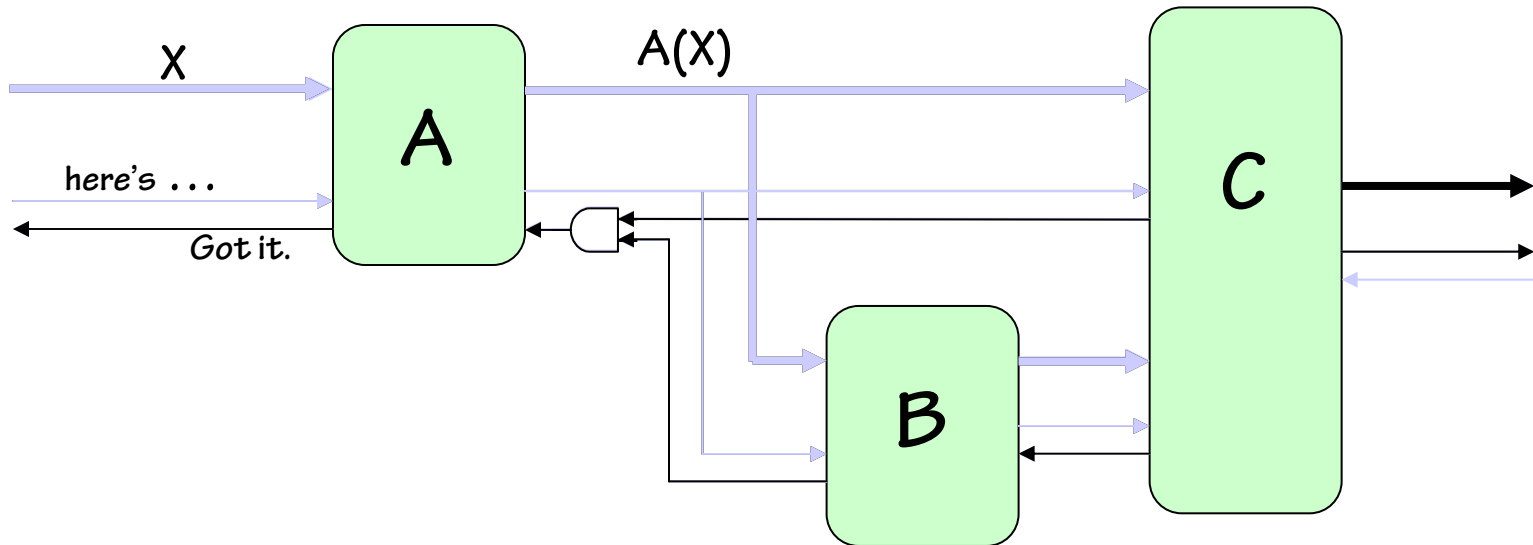 X
A(X)
A
C
here's ...
Got it.
B